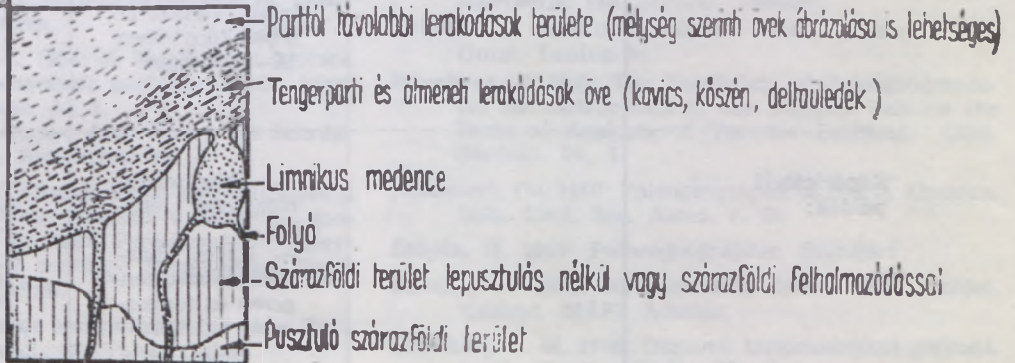 Parttól távolabbi lerakódások területe (mélység szerinti övek ábrázolása is lehetséges)
Tengerparti és átmeneti lerakódások öve (kavics, kőszén, deltaüledék)
Limnikus medence
Folyó
Szárazföldi terület lepusztulás nélkül vagy szárazföldi felhalmozódással
Pusztuló szárazföldi terület